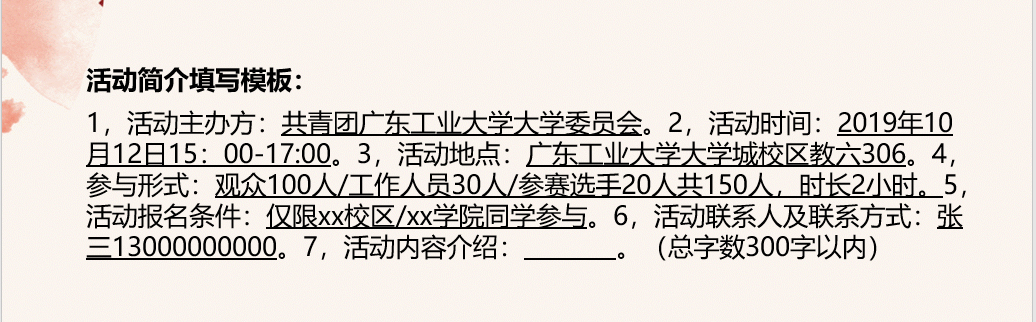 活动简介填写模板：
1，活动主办方：共青团广东工业大学大学委员会。2，活动时间：2019年10
月12日15：00-17:00。3，活动地点：广东工业大学大学城校区教六306。4，
参与形式：观众100人/工作人员30人/参赛选手20人共150人，时长2小时。5，
活动报名条件：仅限xx校区/xx学院同学参与。6，活动联系人及联系方式：张
三13000000000。7，活动内容介绍：_______。（总字数300字以内）